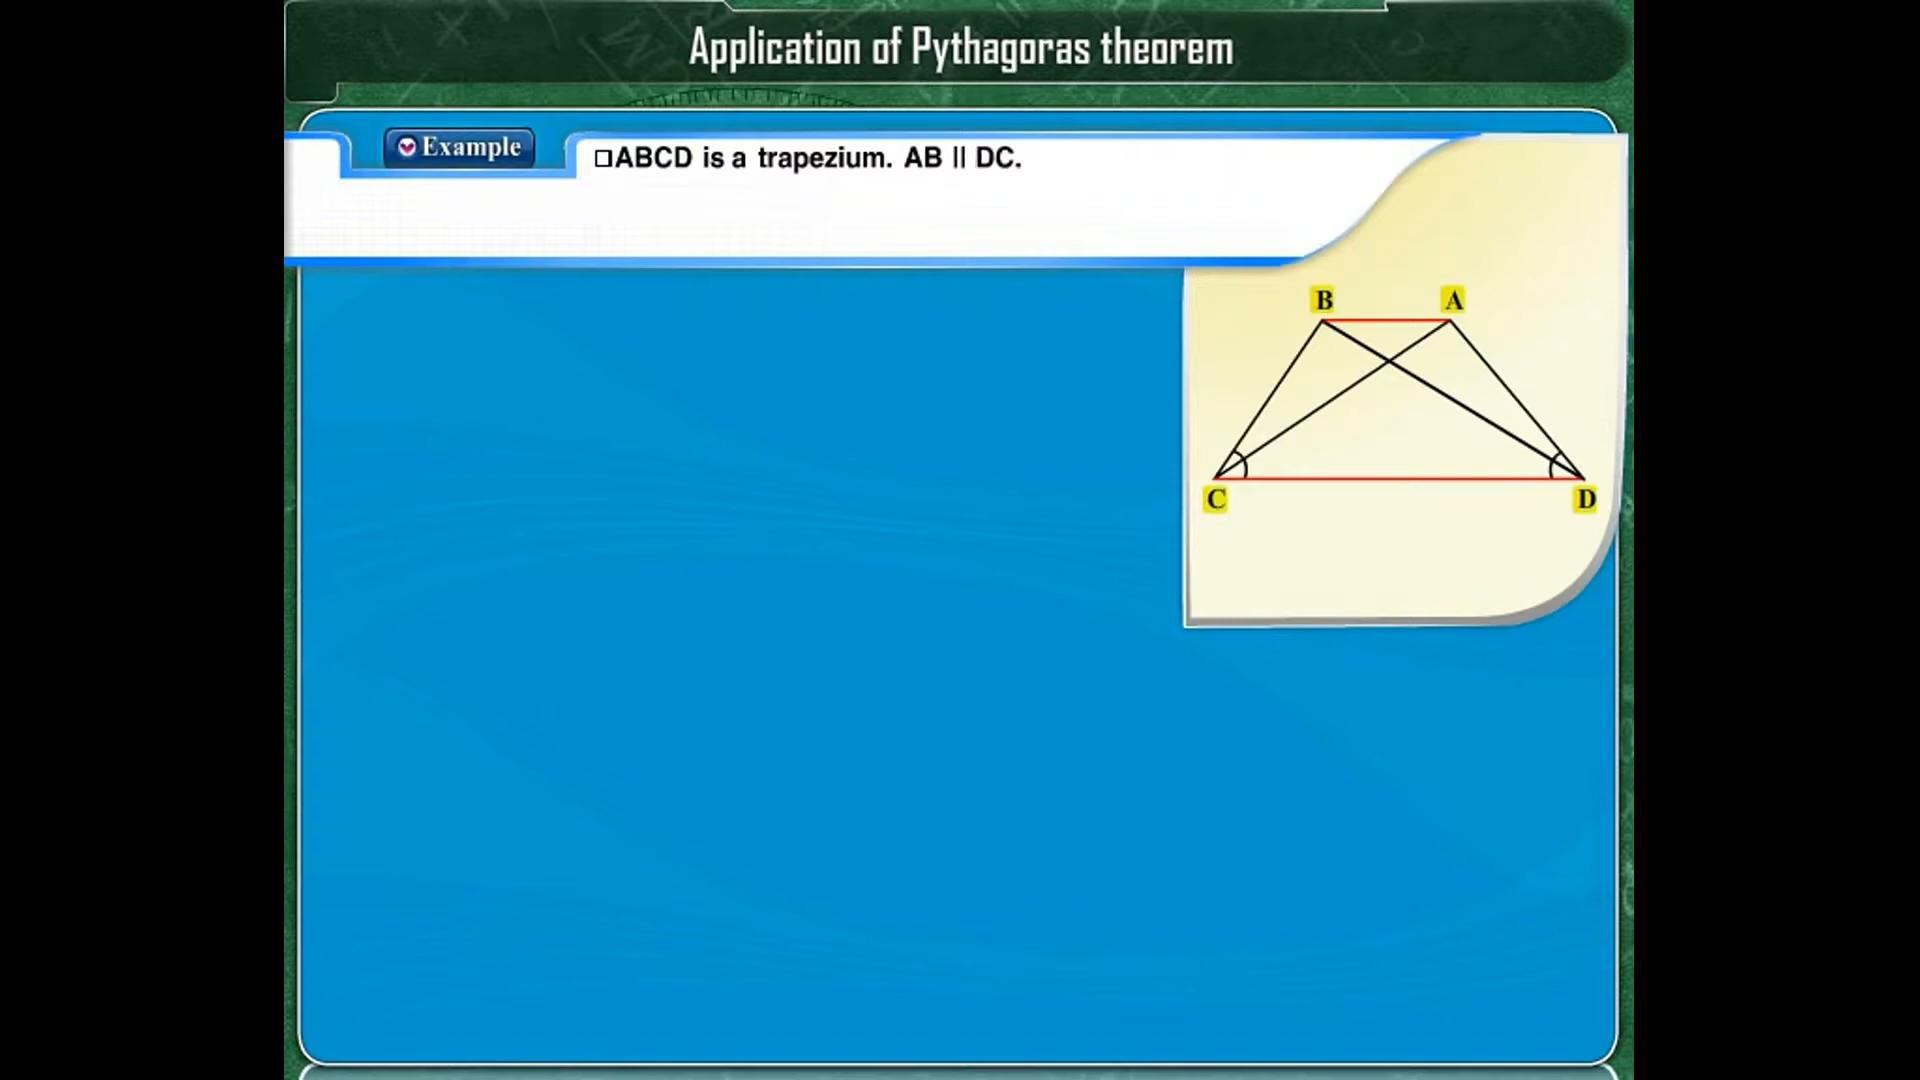 Application of Pythagoras theorem
Example
□ABCD is a trapezium. AB || DC.
B A
C D